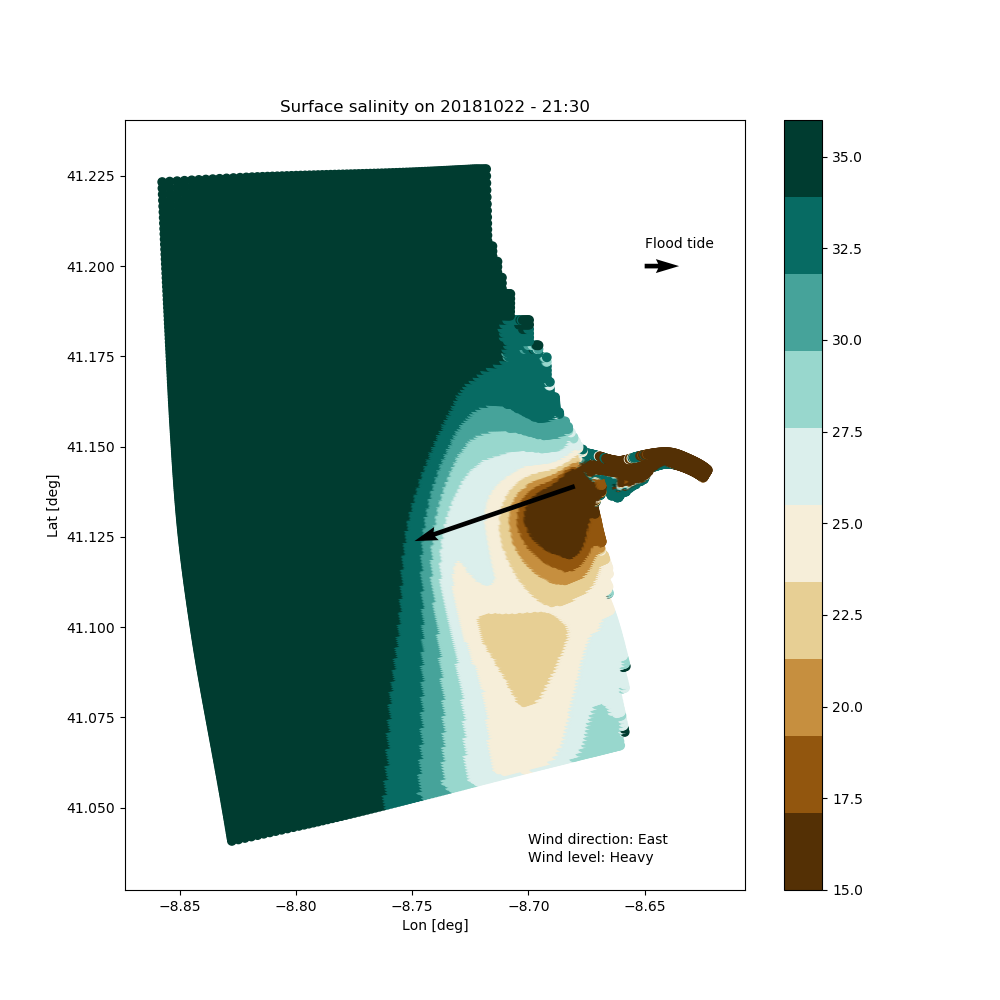 Surface salinity on 20181022 - 21:30
Flood tide
Wind direction: East
Wind level: Heavy
41.225
41.200
41.175
41.150
41.125
41.100
41.075
41.050
Lat [deg]
−8.85 −8.80 −8.75 −8.70 −8.65
Lon [deg]
35.0
32.5
30.0
27.5
25.0
22.5
20.0
17.5
15.0